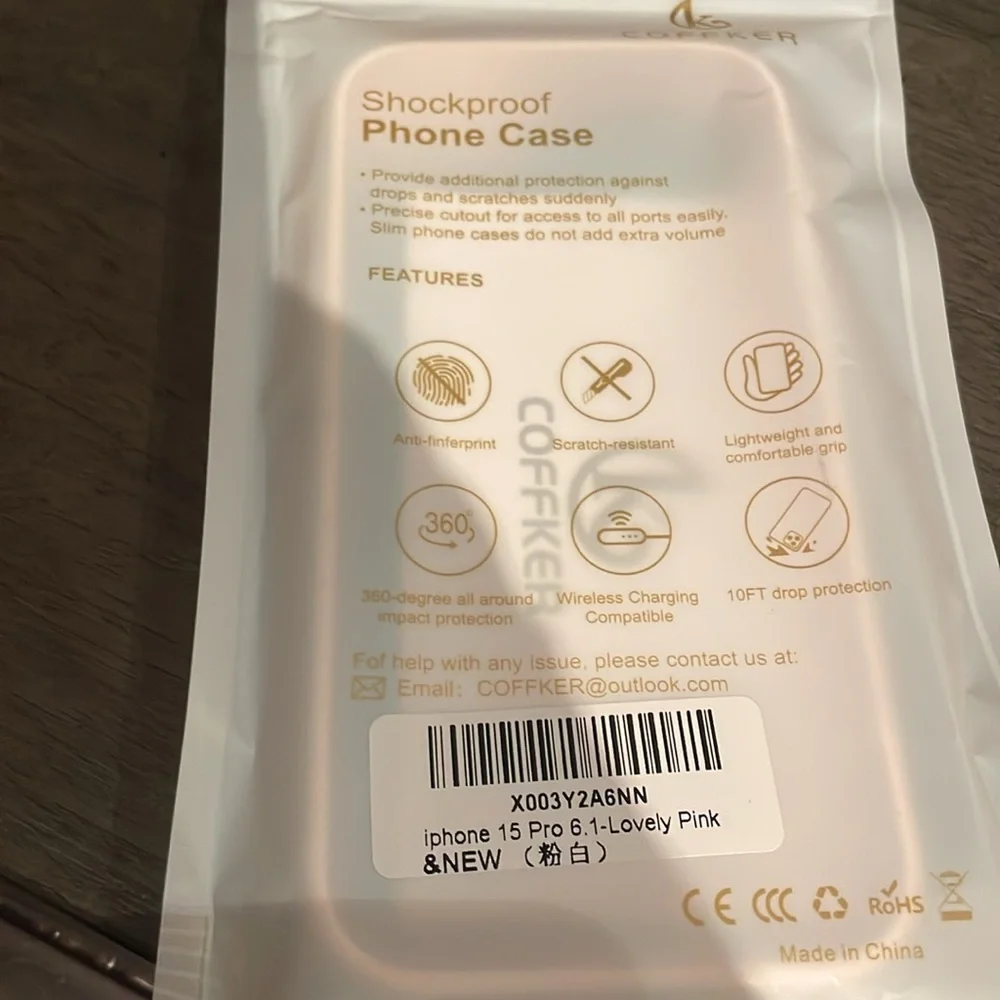 COFFKER
Shockproof
Phone Case
• Provide additional protection against
drops and scratches suddenly
• Precise cutout for access to all ports easily.
Slim phone cases do not add extra volume
FEATURES
Anti-finferprint
Scratch-resistant
Lightweight and
comfortable grip
COFFKER
360°
360-degree all around
impact protection
Wireless Charging
Compatible
10FT drop protection
Fof help with any issue, please contact us at:
Email: COFFKER@outlook.com
X003Y2A6NN
iphone 15 Pro 6.1-Lovely Pink
&NEW （粉白）
CE CCC RoHS
Made in China